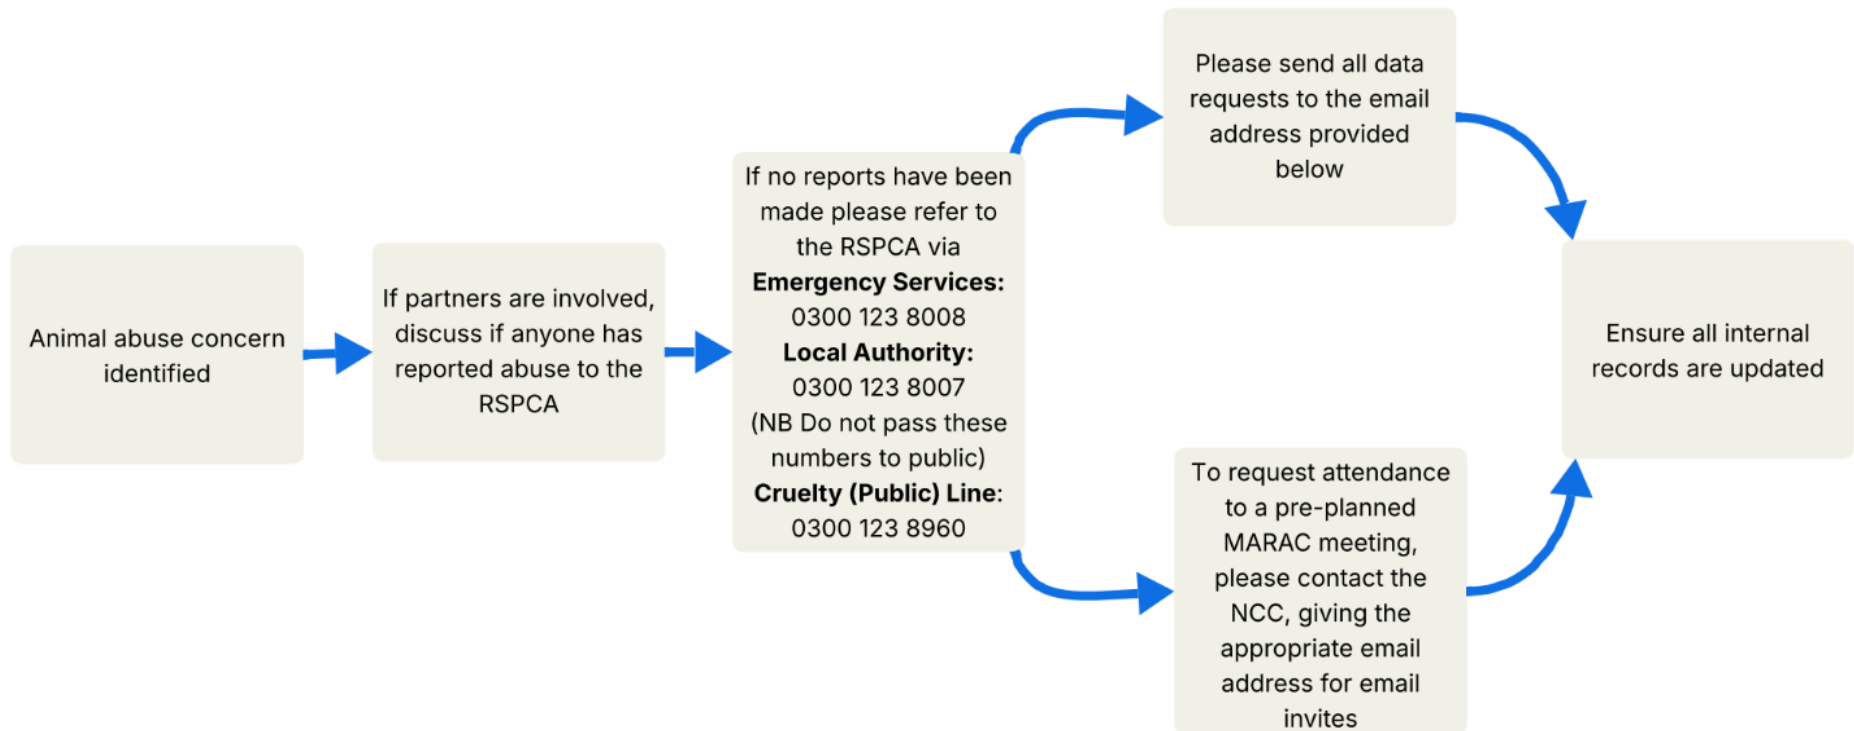 Animal abuse concern
identified
If partners are involved,
discuss if anyone has
reported abuse to the
RSPCA
If no reports have been
made please refer to
the RSPCA via
Emergency Services:
0300 123 8008
Local Authority:
0300 123 8007
(NB Do not pass these
numbers to public)
Cruelty (Public) Line:
0300 123 8960
Please send all data
requests to the email
address provided
below
To request attendance
to a pre-planned
MARAC meeting,
please contact the
NCC, giving the
appropriate email
address for email
invites
Ensure all internal
records are updated